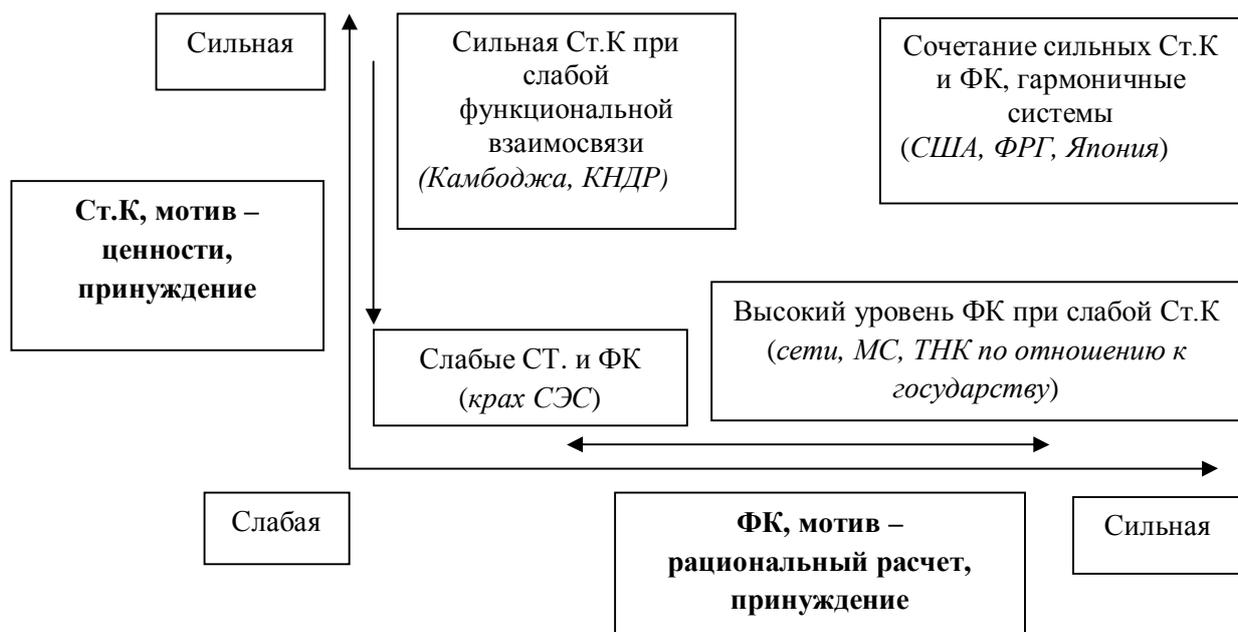 Сильная
Сильная Ст.К при
слабой
функциональной
взаимосвязи
(Камбоджа, КНДР)
Сочетание сильных Ст.К
и ФК, гармоничные
системы
(США, ФРГ, Япония)
Ст.К, мотив –
ценности,
принуждение
Слабые СТ. и ФК
(крах СЭС)
Высокий уровень ФК при слабой Ст.К
(сети, МС, ТНК по отношению к
государству)
Слабая
ФК, мотив –
рациональный расчет,
принуждение
Сильная